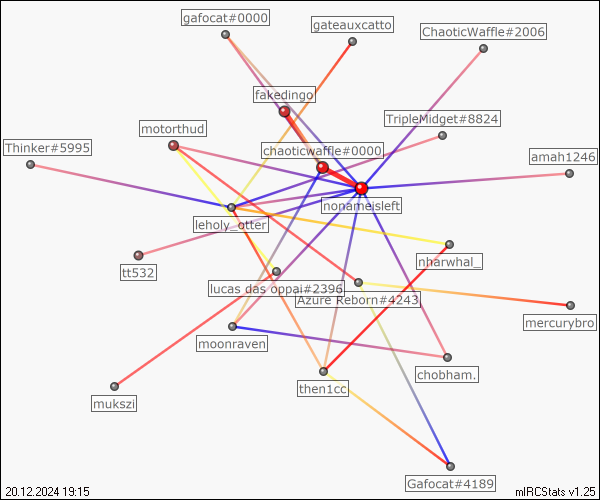 gafocat#0000
gateauxcatto
ChaoticWaffle#2006
fakedingo
TripleMidget#8824
motorthud
Thinker#5995
chaoticwaffle#0000
amah1246
nonameisleft
leholy_otter
nharwhal_
tt532
lucas das oppai#2396
Azure Reborn#4243
mercurybro
moonraven
chobham.
then1cc
mukszi
Gafocat#4189
20.12.2024 19:15
mIRCStats v1.25